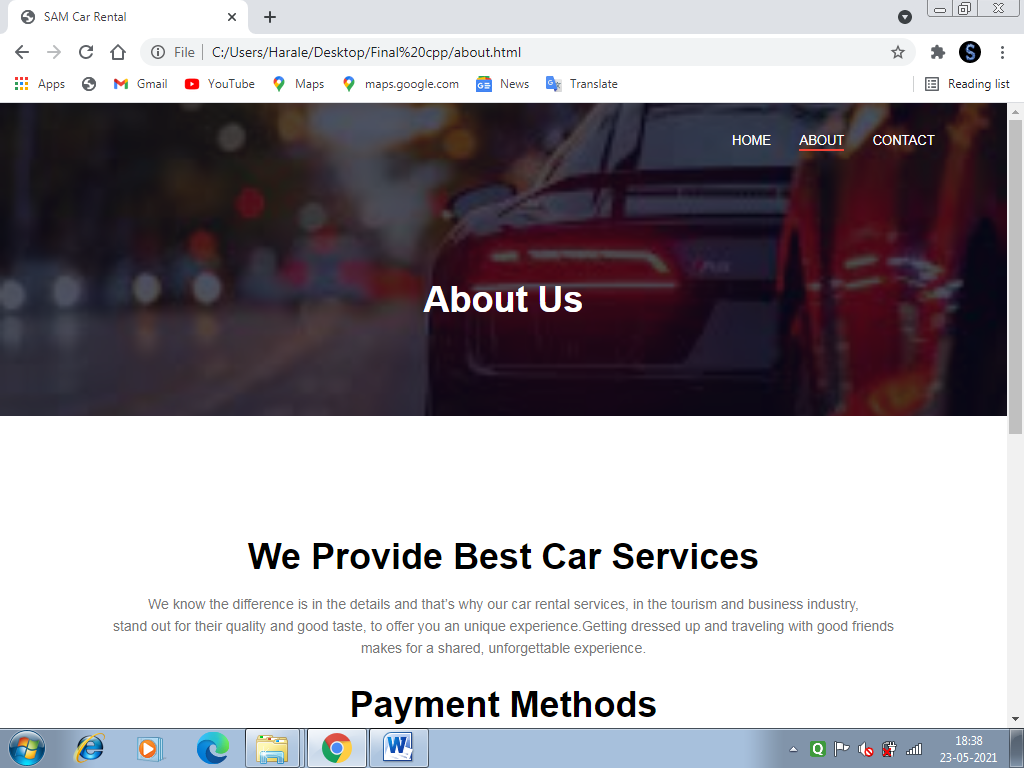 SAM Car Rental
File C:/Users/Harale/Desktop/Final%20cpp/about.html
Apps Gmail YouTube Maps maps.google.com News Translate Reading list
HOME ABOUT CONTACT
About Us
We Provide Best Car Services
We know the difference is in the details and that’s why our car rental services, in the tourism and business industry,
stand out for their quality and good taste, to offer you an unique experience.Getting dressed up and traveling with good friends
makes for a shared, unforgettable experience.
Payment Methods
18:38
23-05-2021